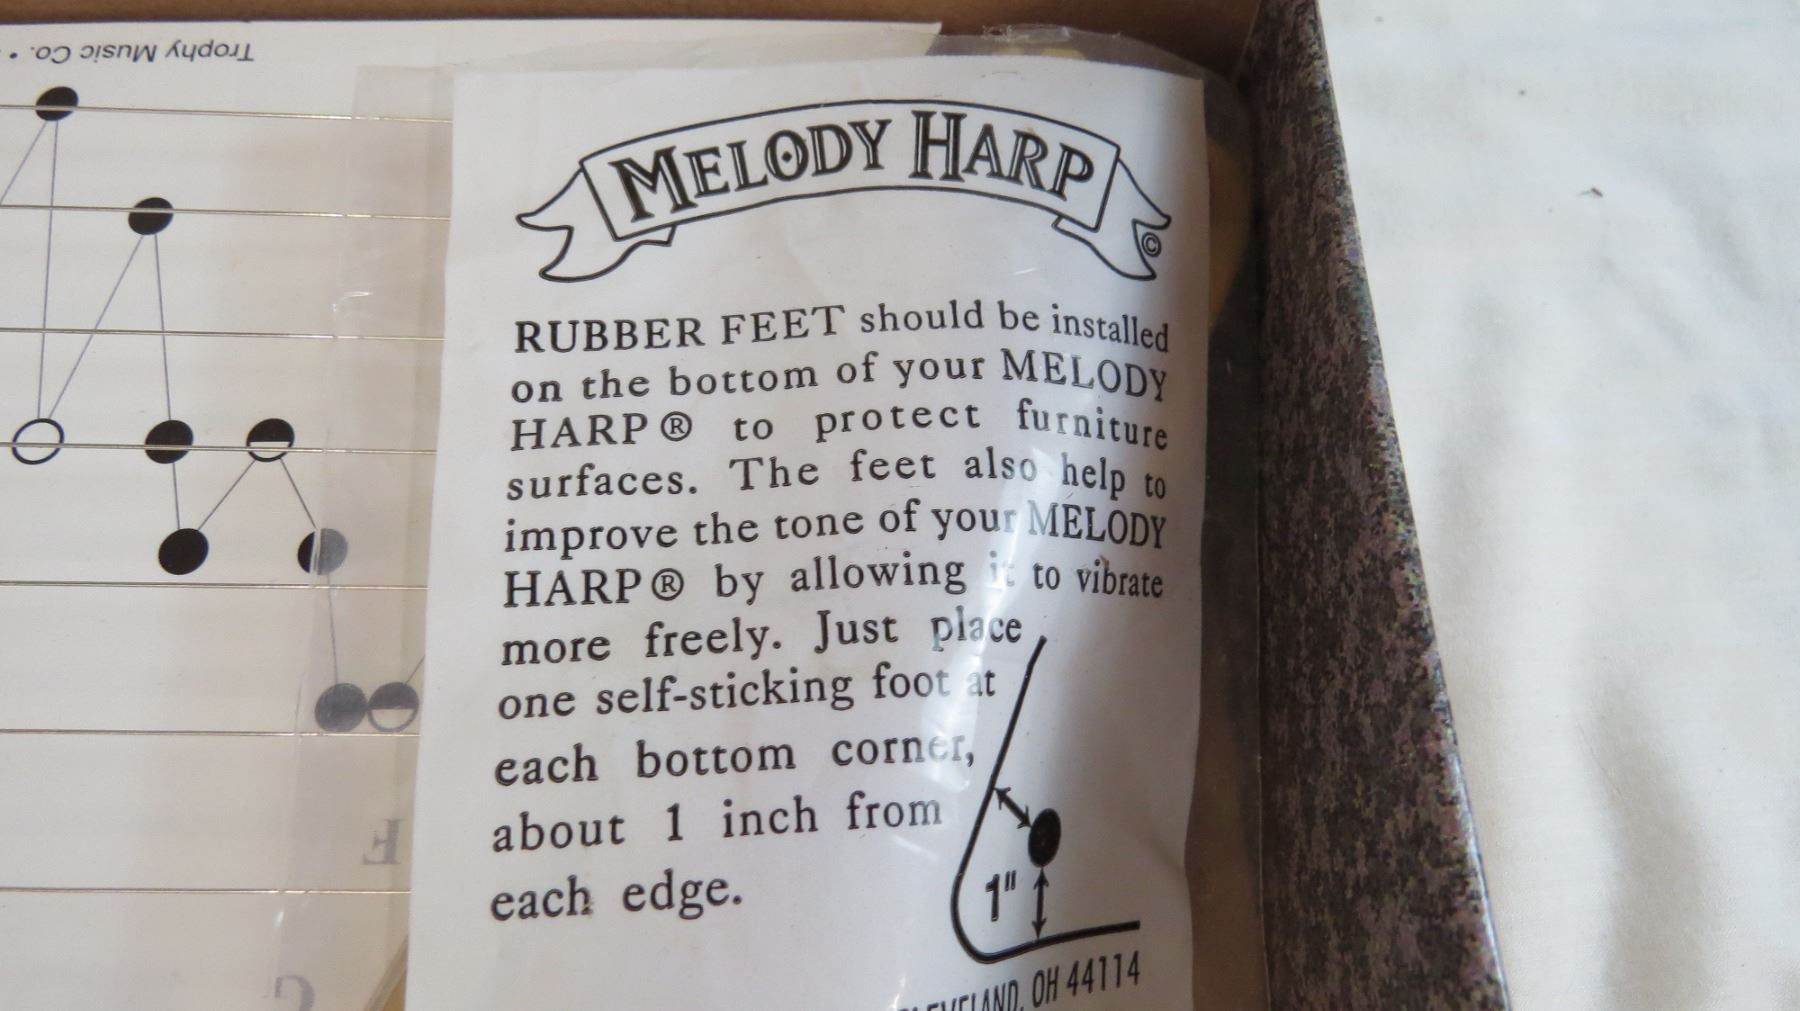 Trophy Music Co. •
MELODY HARP
©
RUBBER FEET should be installed
on the bottom of your MELODY
HARP® to protect furniture
surfaces. The feet also help to
improve the tone of your MELODY
HARP® by allowing it to vibrate
more freely. Just place
one self-sticking foot at
each bottom corner,
about 1 inch from
each edge.
1"
CLEVELAND, OH 44114
E
G